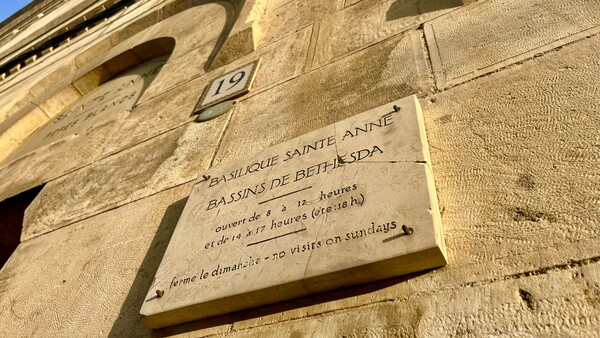 19
BASILIQUE SAINTE ANNE
BASSINS DE BETHESDA
ouvert de 8 à 12 heures
et de 14 à 17 heures (été:18 h.)
fermé le dimanche - no visits on sundays